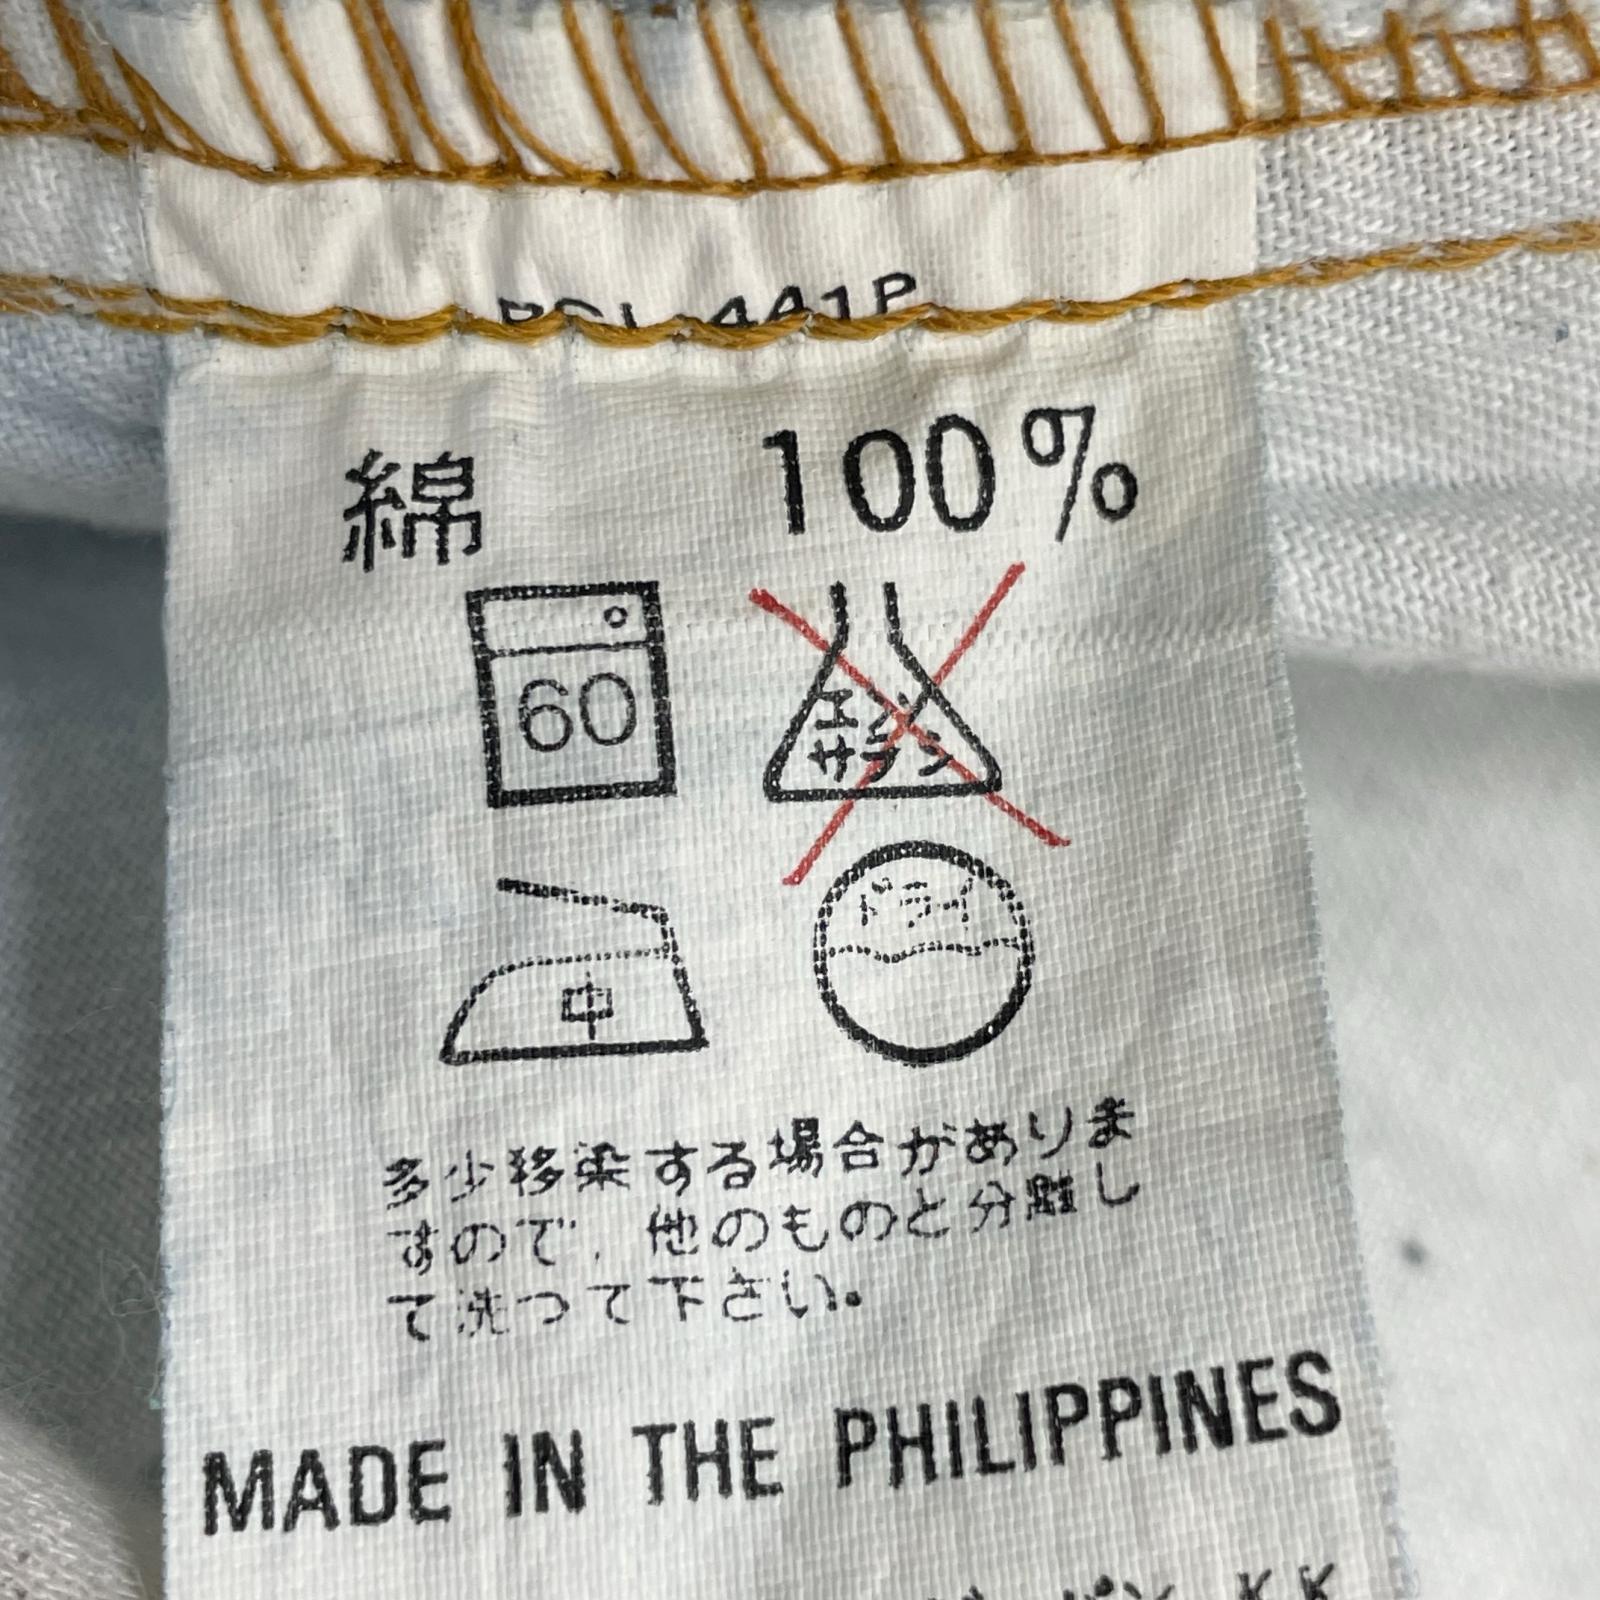 綿 100%
60
エンソ
サラシ
中
ドライ
多少移染する場合がありま
すので、他のものと分離し
て洗って下さい。
MADE IN THE PHILIPPINES